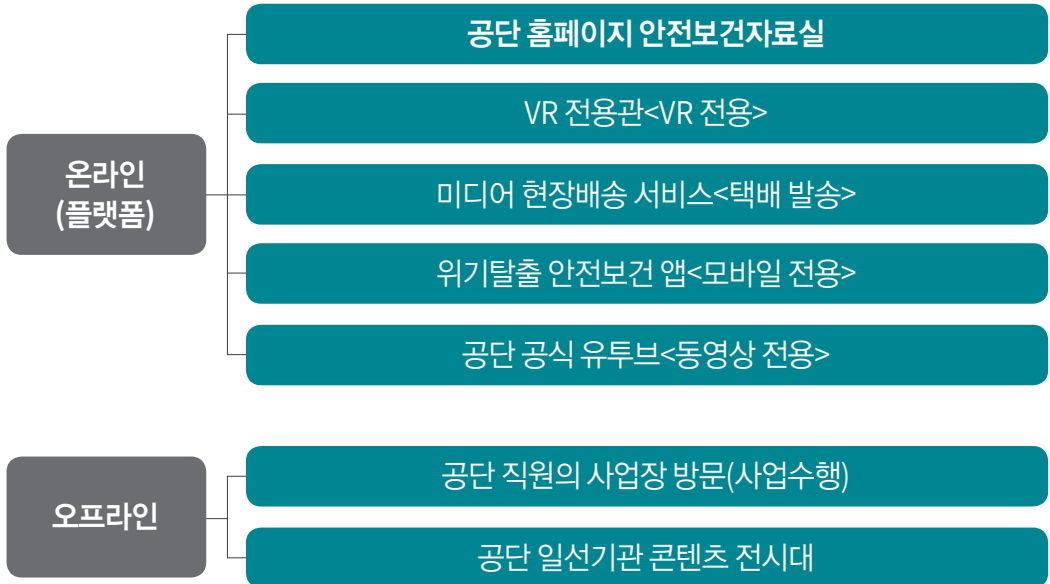 공단 홈페이지 안전보건자료실
VR 전용관<VR 전용>
온라인
(플랫폼)
미디어 현장배송 서비스<택배 발송>
위기탈출 안전보건 앱<모바일 전용>
공단 공식 유투브<동영상 전용>
공단 직원의 사업장 방문(사업수행)
오프라인
공단 일선기관 콘텐츠 전시대